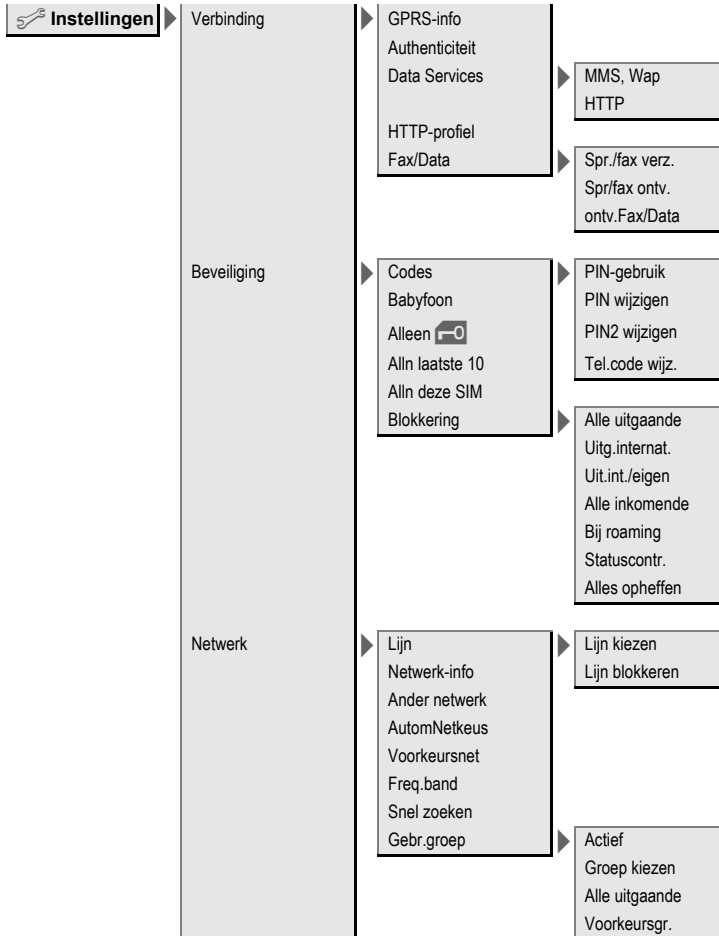 Instellingen
Verbinding
GPRS-info
Authenticiteit
Data Services
MMS, Wap
HTTP
HTTP-profiel
Fax/Data
Spr./fax verz.
Spr/fax ontv.
ontv.Fax/Data
Beveiliging
Codes
PIN-gebruik
PIN wijzigen
PIN2 wijzigen
Tel.code wijz.
Babyfoon
Alleen
Alln laatste 10
Alln deze SIM
Blokkering
Alle uitgaande
Uitg.internat.
Uit.int./eigen
Alle inkomende
Bij roaming
Statuscontr.
Alles opheffen
Netwerk
Lijn
Lijn kiezen
Lijn blokkeren
Netwerk-info
Ander netwerk
AutomNetkeus
Voorkeursnet
Freq.band
Snel zoeken
Gebr.groep
Actief
Groep kiezen
Alle uitgaande
Voorkeursgr.